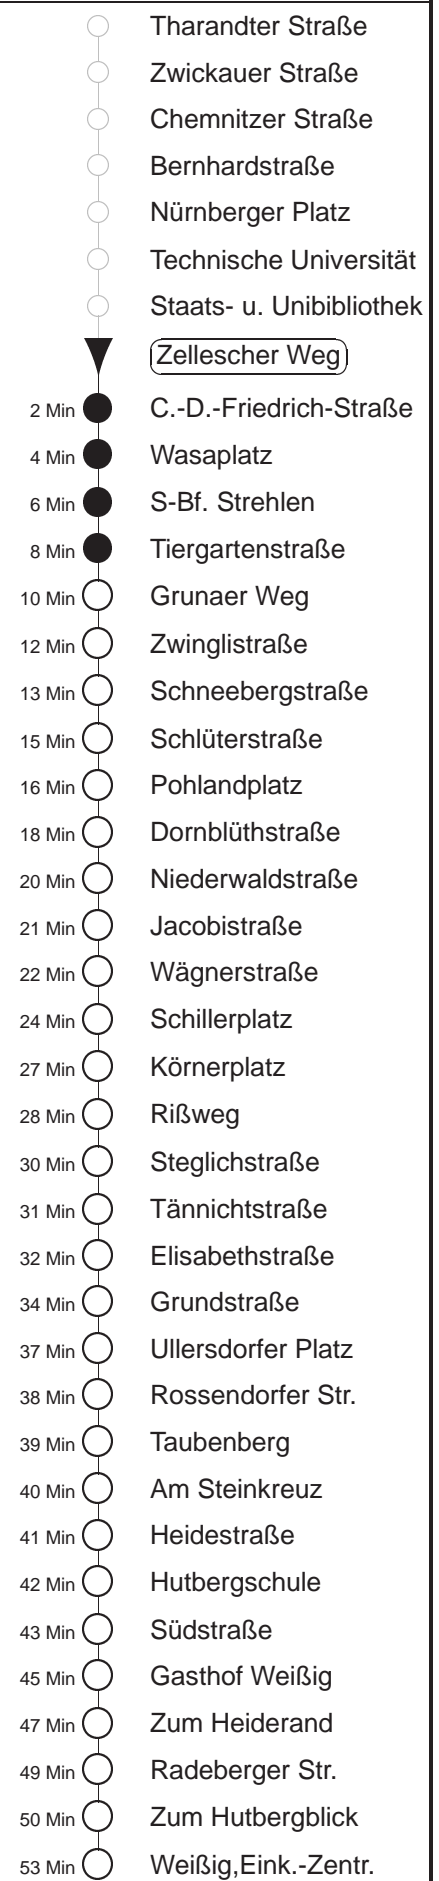 Tharandter Straße
Zwickauer Straße
Chemnitzer Straße
Bernhardstraße
Nürnberger Platz
Technische Universität
Staats- u. Unibibliothek
Zellescher Weg
2 Min C.-D.-Friedrich-Straße
4 Min Wasaplatz
6 Min S-Bf. Strehlen
8 Min Tiergartenstraße
10 Min Grunaer Weg
12 Min Zwinglistraße
13 Min Schneebergstraße
15 Min Schlüterstraße
16 Min Pohlandplatz
18 Min Dornblüthstraße
20 Min Niederwaldstraße
21 Min Jacobistraße
22 Min Wägnerstraße
24 Min Schillerplatz
27 Min Körnerplatz
28 Min Rißweg
30 Min Steglichstraße
31 Min Tännichtstraße
32 Min Elisabethstraße
34 Min Grundstraße
37 Min Ullersdorfer Platz
38 Min Rossendorfer Str.
39 Min Taubenberg
40 Min Am Steinkreuz
41 Min Heidestraße
42 Min Hutbergschule
43 Min Südstraße
45 Min Gasthof Weißig
47 Min Zum Heiderand
49 Min Radeberger Str.
50 Min Zum Hutbergblick
53 Min Weißig,Eink.-Zentr.